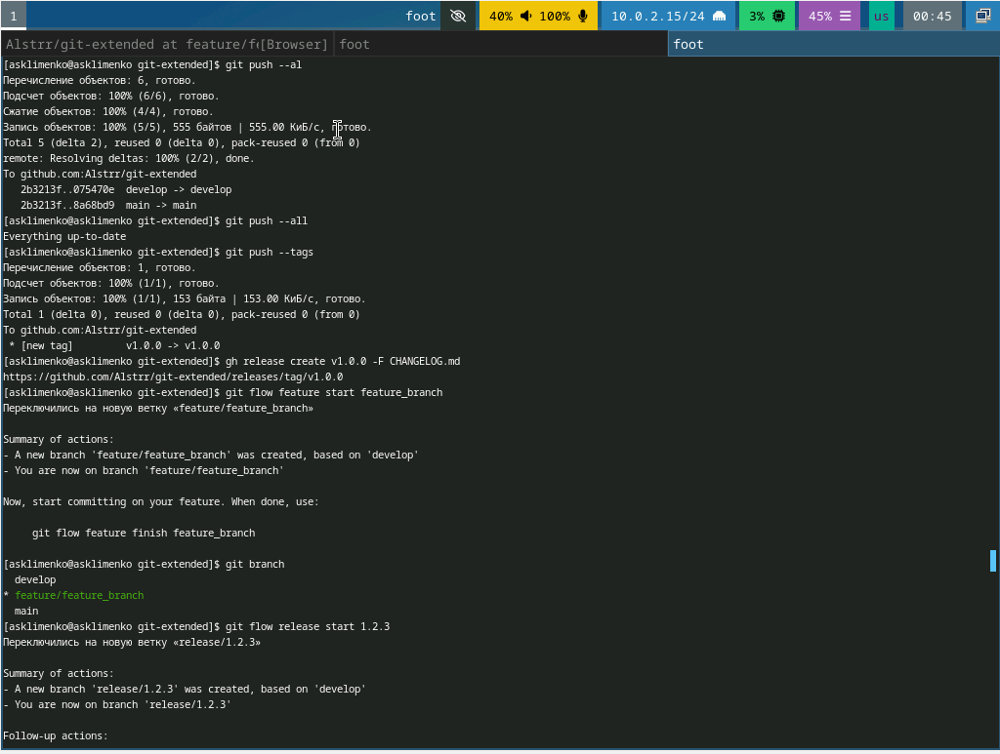 1 foot 40% 100% 10.0.2.15/24 3% 45% us 00:45
Alstrr/git-extended at feature/f [Browser] foot foot
[asklimenko@asklimenko git-extended]$ git push --al
Перечисление объектов: 6, готово.
Подсчет объектов: 100% (6/6), готово.
Сжатие объектов: 100% (4/4), готово.
Запись объектов: 100% (5/5), 555 байтов | 555.00 КиБ/с, готово.
Total 5 (delta 2), reused 0 (delta 0), pack-reused 0 (from 0)
remote: Resolving deltas: 100% (2/2), done.
To github.com:Alstrr/git-extended
   2b3213f..075470e  develop -> develop
   2b3213f..8a68bd9  main -> main
[asklimenko@asklimenko git-extended]$ git push --all
Everything up-to-date
[asklimenko@asklimenko git-extended]$ git push --tags
Перечисление объектов: 1, готово.
Подсчет объектов: 100% (1/1), готово.
Запись объектов: 100% (1/1), 153 байта | 153.00 КиБ/с, готово.
Total 1 (delta 0), reused 0 (delta 0), pack-reused 0 (from 0)
To github.com:Alstrr/git-extended
 * [new tag]         v1.0.0 -> v1.0.0
[asklimenko@asklimenko git-extended]$ gh release create v1.0.0 -F CHANGELOG.md
https://github.com/Alstrr/git-extended/releases/tag/v1.0.0
[asklimenko@asklimenko git-extended]$ git flow feature start feature_branch
Переключились на новую ветку «feature/feature_branch»

Summary of actions:
- A new branch 'feature/feature_branch' was created, based on 'develop'
- You are now on branch 'feature/feature_branch'

Now, start committing on your feature. When done, use:

     git flow feature finish feature_branch

[asklimenko@asklimenko git-extended]$ git branch
  develop
* feature/feature_branch
  main
[asklimenko@asklimenko git-extended]$ git flow release start 1.2.3
Переключились на новую ветку «release/1.2.3»

Summary of actions:
- A new branch 'release/1.2.3' was created, based on 'develop'
- You are now on branch 'release/1.2.3'

Follow-up actions: